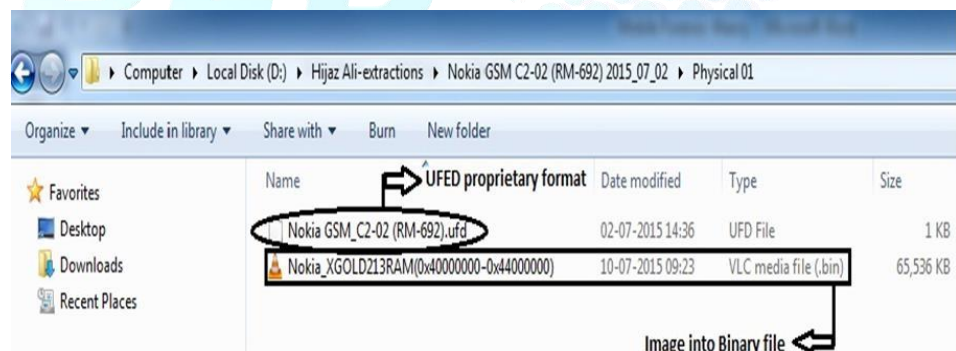 Computer ▸ Local Disk (D:) ▸ Hijaz Ali-extractions ▸ Nokia GSM C2-02 (RM-692) 2015_07_02 ▸ Physical 01
Organize Include in library Share with Burn New folder
Favorites
Desktop
Downloads
Recent Places
Name UFED proprietary format Date modified Type Size
Nokia GSM_C2-02 (RM-692).ufd 02-07-2015 14:36 UFD File 1 KB
Nokia_XGOLD213RAM(0x40000000-0x44000000) 10-07-2015 09:23 VLC media file (.bin) 65,536 KB
Image into Binary file